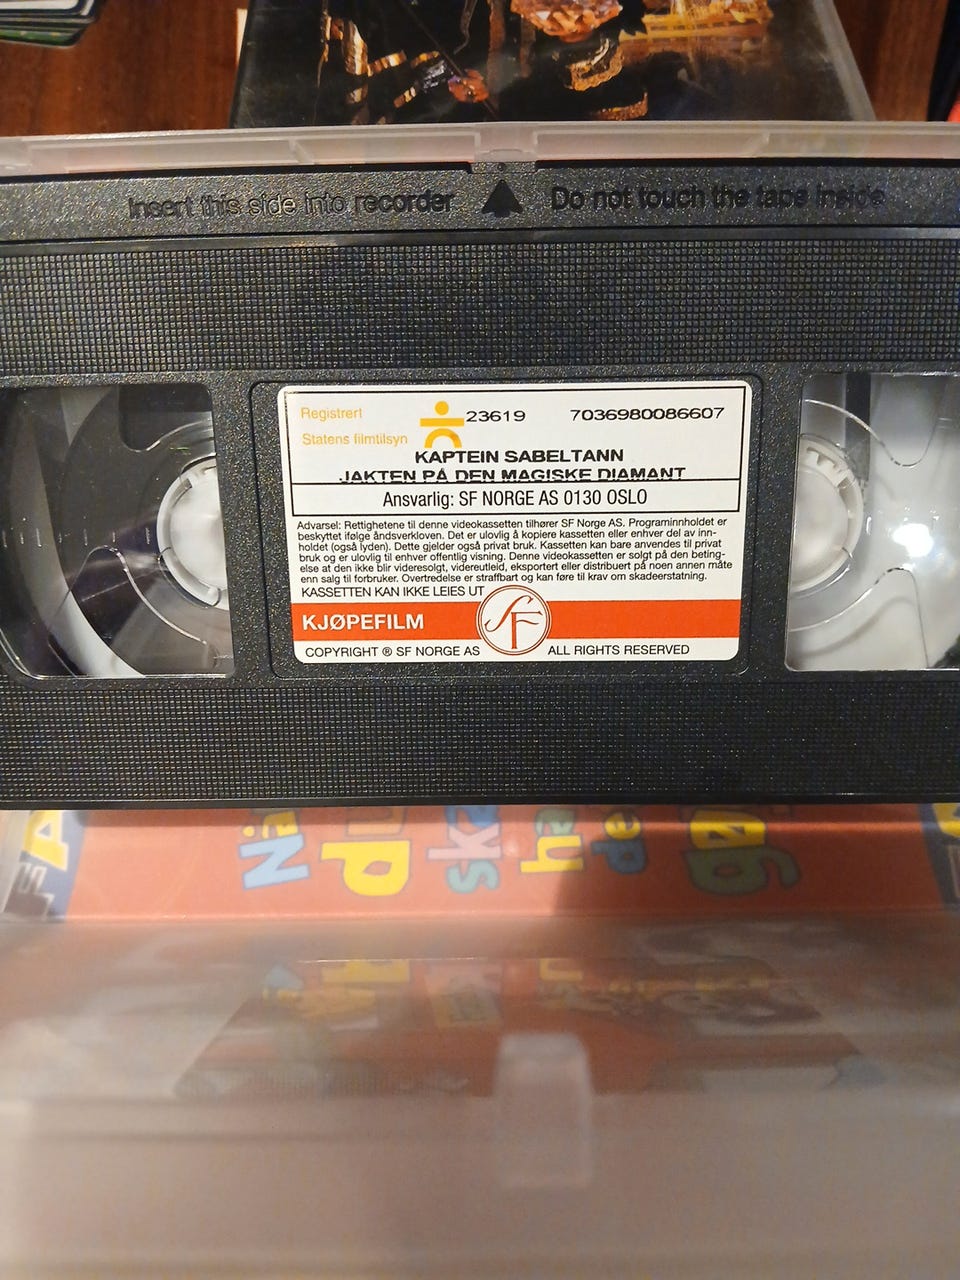 Insert this side into recorder
Do not touch the tape inside
Registrert
23619
7036980086607
Statens filmtilsyn
KAPTEIN SABELTANN
JAKTEN PÅ DEN MAGISKE DIAMANT
Ansvarlig: SF NORGE AS 0130 OSLO
Advarsel: Rettighetene til denne videokassetten tilhører SF Norge AS. Programinnholdet er
beskyttet ifølge åndsverkloven. Det er ulovlig å kopiere kassetten eller enhver del av inn-
holdet (også lyden). Dette gjelder også privat bruk. Kassetten kan bare anvendes til privat
bruk og er ulovlig til enhver offentlig visning. Denne videokassetten er solgt på den beting-
else at den ikke blir videresolgt, videreutleid, eksportert eller distribuert på noen annen måte
enn salg til forbruker. Overtredelse er straffbart og kan føre til krav om skadeerstatning.
KASSETTEN KAN IKKE LEIES UT
KJØPEFILM
SF
COPYRIGHT ® SF NORGE AS
ALL RIGHTS RESERVED
Når
du
ska
ha
de
gø